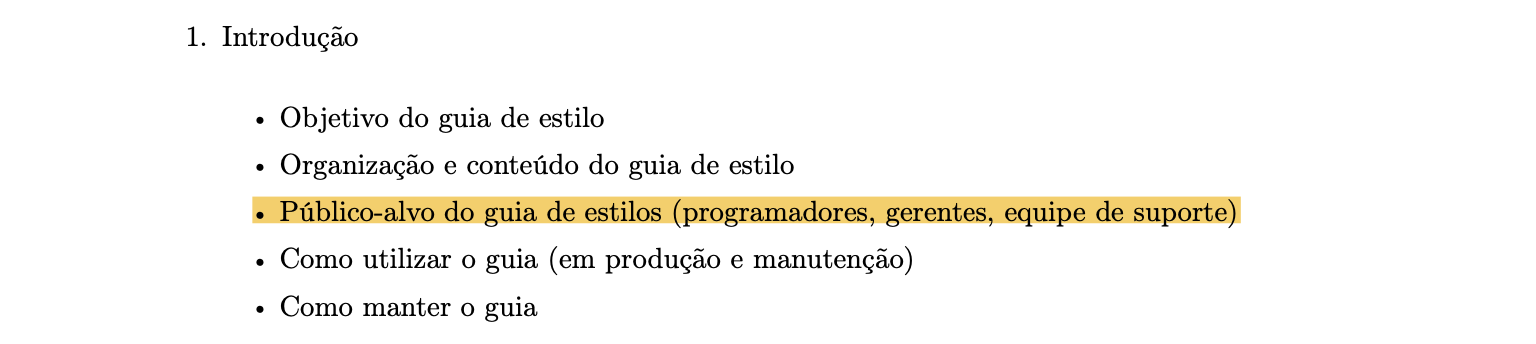 1. Introdução
• Objetivo do guia de estilo
• Organização e conteúdo do guia de estilo
• Público-alvo do guia de estilos (programadores, gerentes, equipe de suporte)
• Como utilizar o guia (em produção e manutenção)
• Como manter o guia